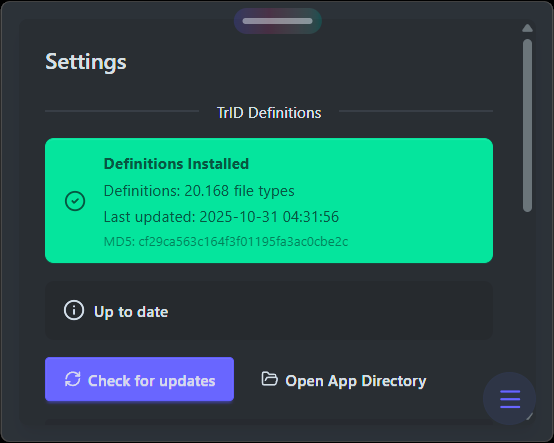 Settings
TrID Definitions
Definitions Installed
Definitions: 20.168 file types
Last updated: 2025-10-31 04:31:56
MD5: cf29ca563c164f3f01195fa3ac0cbe2c
Up to date
Check for updates
Open App Directory